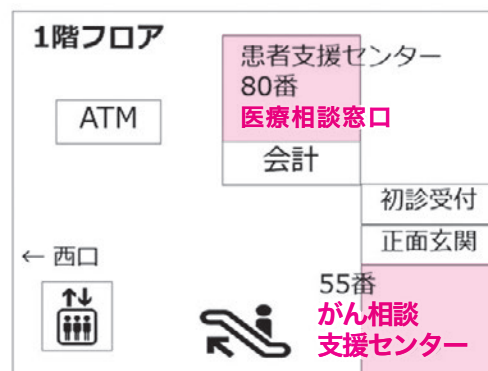 1階フロア
患者支援センター
80番
医療相談窓口
ATM
会計
初診受付
正面玄関
← 西口
55番
がん相談
支援センター